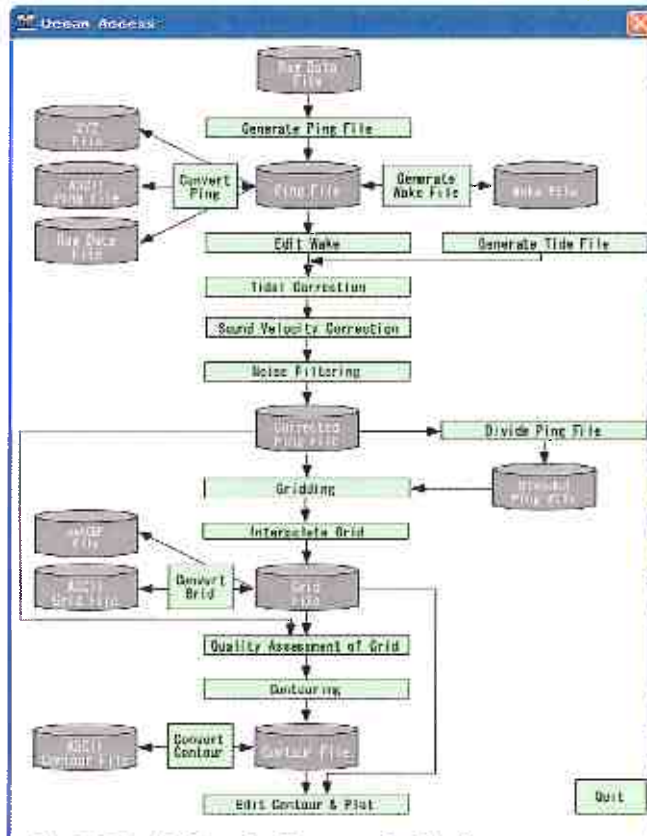 Ocean Access
Raw Data
File
Generate Ping File
XYZ
File
Convert
Ping
ASCII
Ping File
Ping File
Generate
Wake File
Wake File
Raw Data
File
Edit Wake
Generate Tide File
Tidal Correction
Sound Velocity Correction
Noise Filtering
Corrected
Ping File
Divide Ping File
Gridding
Divided
Ping File
Interpolate Grid
File
Convert
Grid
ASCII
Grid File
Grid
File
Quality Assessment of Grid
Contouring
Convert
Contour
ASCII
Contour File
Contour File
Edit Contour & Plot
Quit